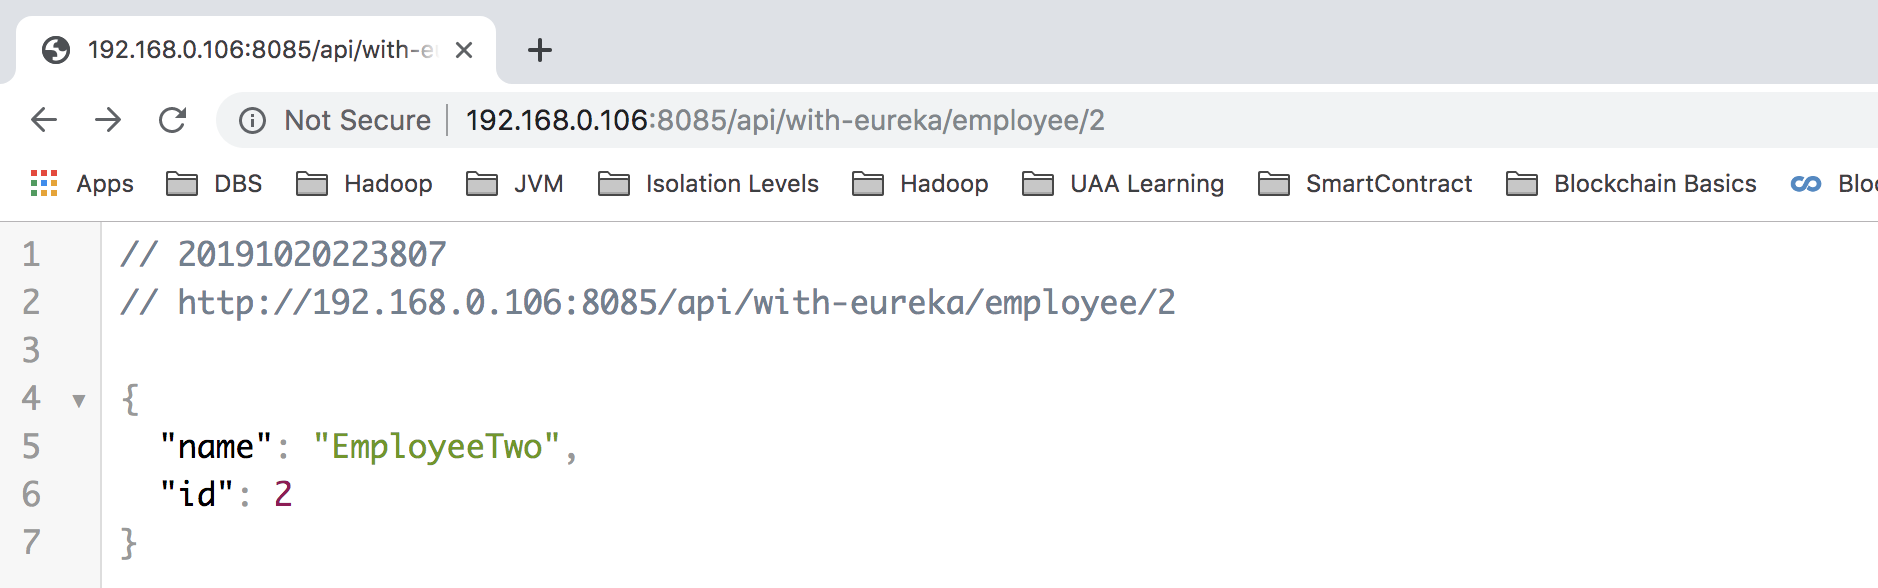 192.168.0.106:8085/api/with-e
Not Secure 192.168.0.106:8085/api/with-eureka/employee/2
Apps DBS Hadoop JVM Isolation Levels Hadoop UAA Learning SmartContract Blockchain Basics Bloc
1 // 20191020223807
2 // http://192.168.0.106:8085/api/with-eureka/employee/2
3
4 {
5 "name": "EmployeeTwo",
6 "id": 2
7 }